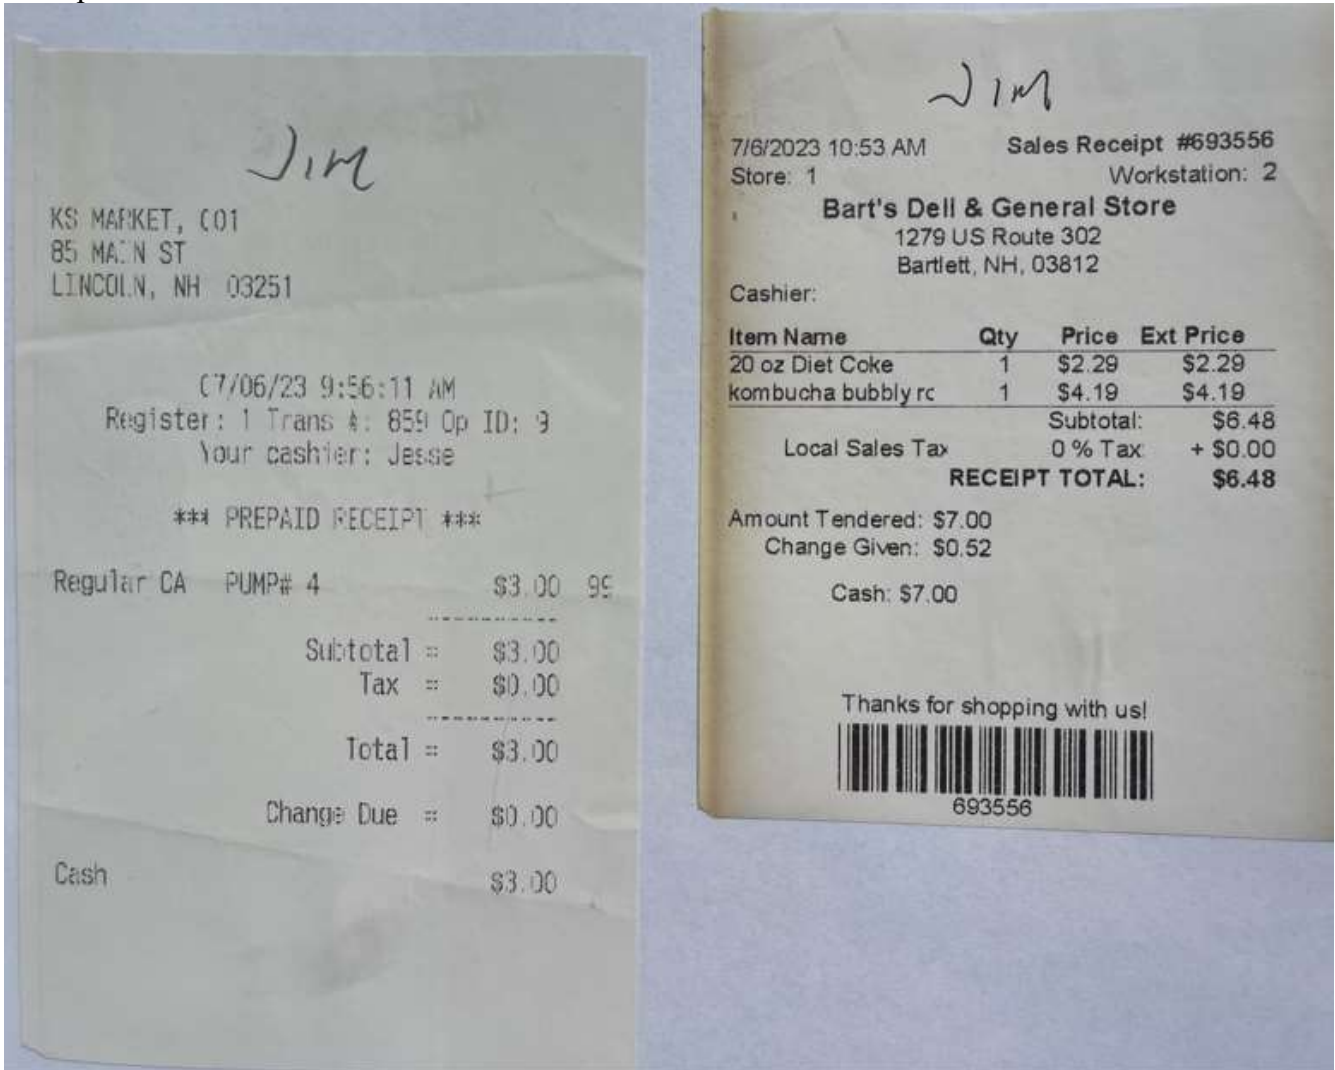 Jim
KS MARKET, 001
85 MAIN ST
LINCOLN, NH 03251
07/06/23 9:56:11 AM
Register: 1 Trans #: 859 Op ID: 9
Your cashier: Jesse
*** PREPAID RECEIPT ***
Regular CA PUMP# 4 $3.00 99
Subtotal = $3.00
Tax = $0.00
Total = $3.00
Change Due = $0.00
Cash $3.00
Jim
7/6/2023 10:53 AM Sales Receipt #693556
Store: 1 Workstation: 2
Bart's Deli & General Store
1279 US Route 302
Bartlett, NH, 03812
Cashier:
Item Name Qty Price Ext Price
20 oz Diet Coke 1 $2.29 $2.29
kombucha bubbly rc 1 $4.19 $4.19
Subtotal: $6.48
Local Sales Tax 0 % Tax: + $0.00
RECEIPT TOTAL: $6.48
Amount Tendered: $7.00
Change Given: $0.52
Cash: $7.00
Thanks for shopping with us!
693556